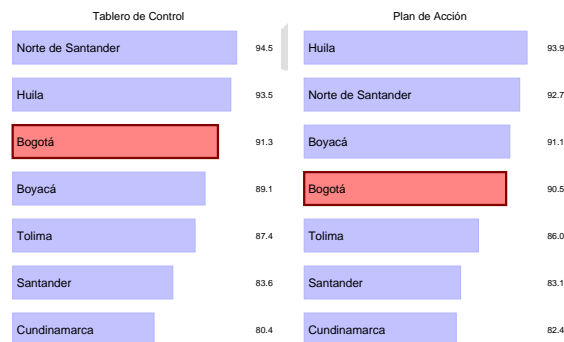 Tablero de Control
Norte de Santander 94.5
Huila 93.5
Bogotá 91.3
Boyacá 89.1
Tolima 87.4
Santander 83.6
Cundinamarca 80.4
Plan de Acción
Huila 93.9
Norte de Santander 92.7
Boyacá 91.1
Bogotá 90.5
Tolima 86.0
Santander 83.1
Cundinamarca 82.4